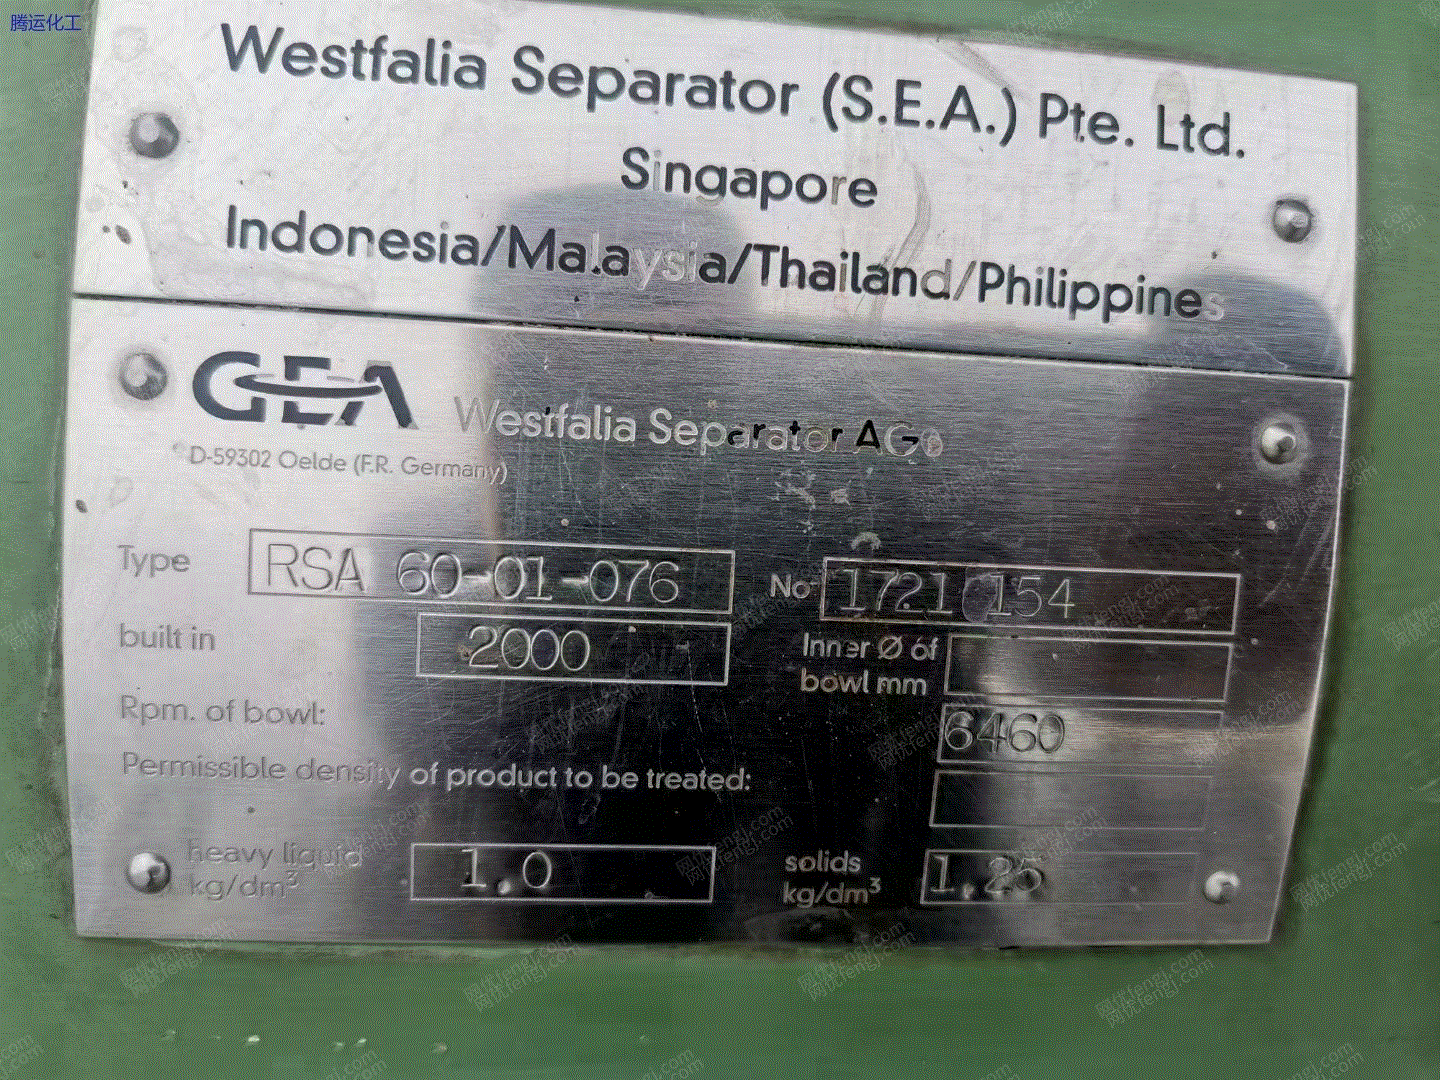 腾运化工
Westfalia Separator (S.E.A.) Pte. Ltd.
Singapore
Indonesia/Malaysia/Thailand/Philippines
GEA Westfalia Separator AG
D-59302 Oelde (F.R. Germany)
Type RSA 60-01-076 No 1721 154
built in 2000 Inner Ø of
bowl mm
Rpm. of bowl: 6460
Permissible density of product to be treated:
heavy liquid
kg/dm³ 1.0 solids
kg/dm³ 1.25